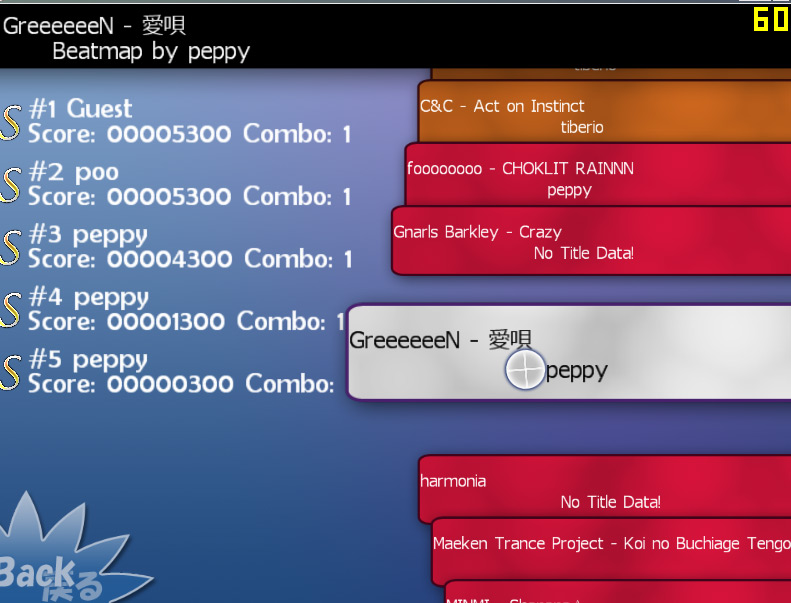 GreeeeeeN - 愛唄
Beatmap by peppy
60
#1 Guest
Score: 00005300 Combo: 1
#2 poo
Score: 00005300 Combo: 1
#3 peppy
Score: 00004300 Combo: 1
#4 peppy
Score: 00001300 Combo: 1
#5 peppy
Score: 00000300 Combo:
tiberio
C&C - Act on Instinct
tiberio
foooooooo - CHOKLIT RAINNN
peppy
Gnarls Barkley - Crazy
No Title Data!
GreeeeeeN - 愛唄
peppy
harmonia
No Title Data!
Maeken Trance Project - Koi no Buchiage Tengo
MINMI -
Back
戻る